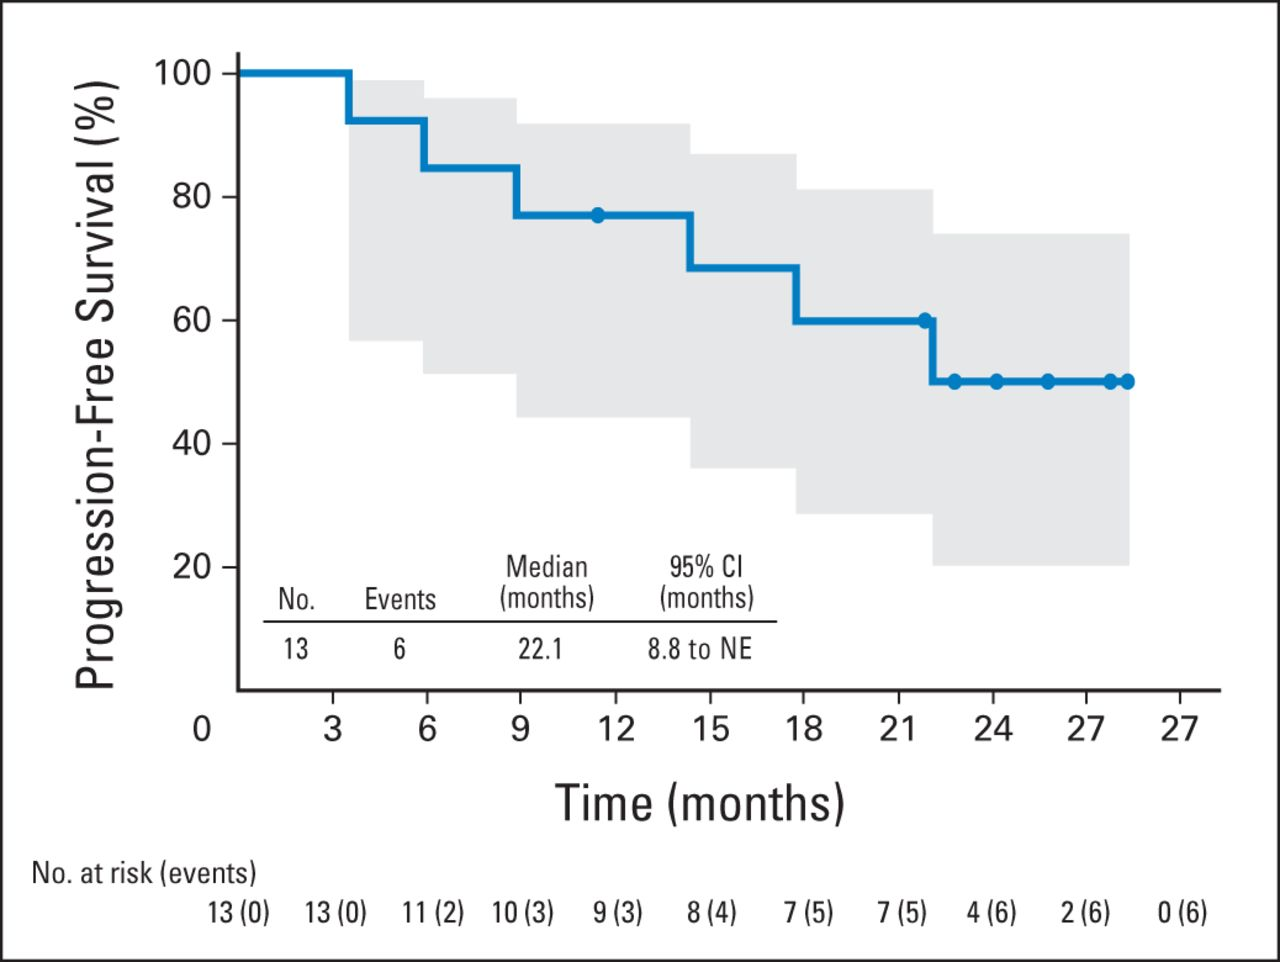 Progression-Free Survival (%)
100
80
60
40
20
No. Events Median (months) 95% CI (months)
13 6 22.1 8.8 to NE
0 3 6 9 12 15 18 21 24 27 27
Time (months)
No. at risk (events)
13 (0) 13 (0) 11 (2) 10 (3) 9 (3) 8 (4) 7 (5) 7 (5) 4 (6) 2 (6) 0 (6)